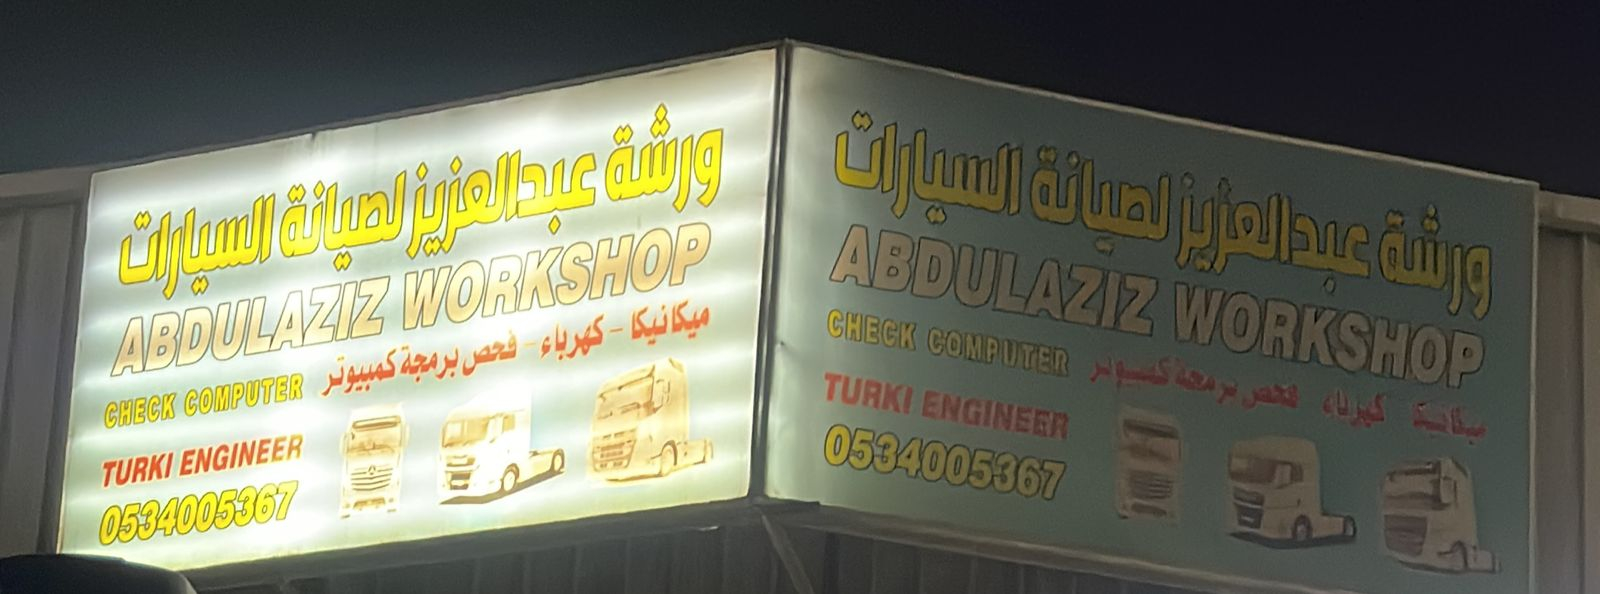 ورشة عبدالعزيز لصيانة السيارات
ABDULAZIZ WORKSHOP
ميكانيكا - كهرباء - فحص برمجة كمبيوتر
CHECK COMPUTER
TURKI ENGINEER
0534005367
ورشة عبدالعزيز لصيانة السيارات
ABDULAZIZ WORKSHOP
CHECK COMPUTER
ميكانيكا كهرباء فحص برمجة كمبيوتر
TURKI ENGINEER
0534005367